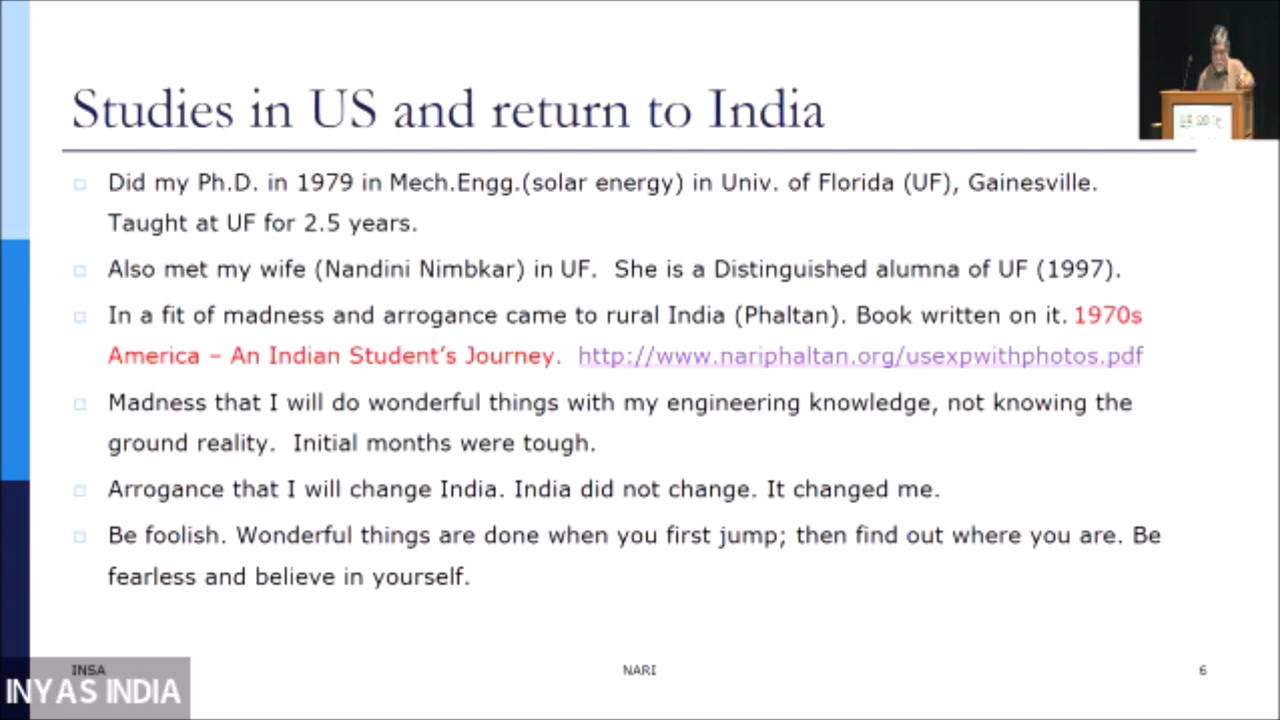 Studies in US and return to India
Did my Ph.D. in 1979 in Mech.Engg.(solar energy) in Univ. of Florida (UF), Gainesville.
Taught at UF for 2.5 years.
Also met my wife (Nandini Nimbkar) in UF. She is a Distinguished alumna of UF (1997).
In a fit of madness and arrogance came to rural India (Phaltan). Book written on it. 1970s
America – An Indian Student's Journey. http://www.nariphaltan.org/usexpwithphotos.pdf
Madness that I will do wonderful things with my engineering knowledge, not knowing the
ground reality. Initial months were tough.
Arrogance that I will change India. India did not change. It changed me.
Be foolish. Wonderful things are done when you first jump; then find out where you are. Be
fearless and believe in yourself.
INSA
NARI
6
INYAS INDIA